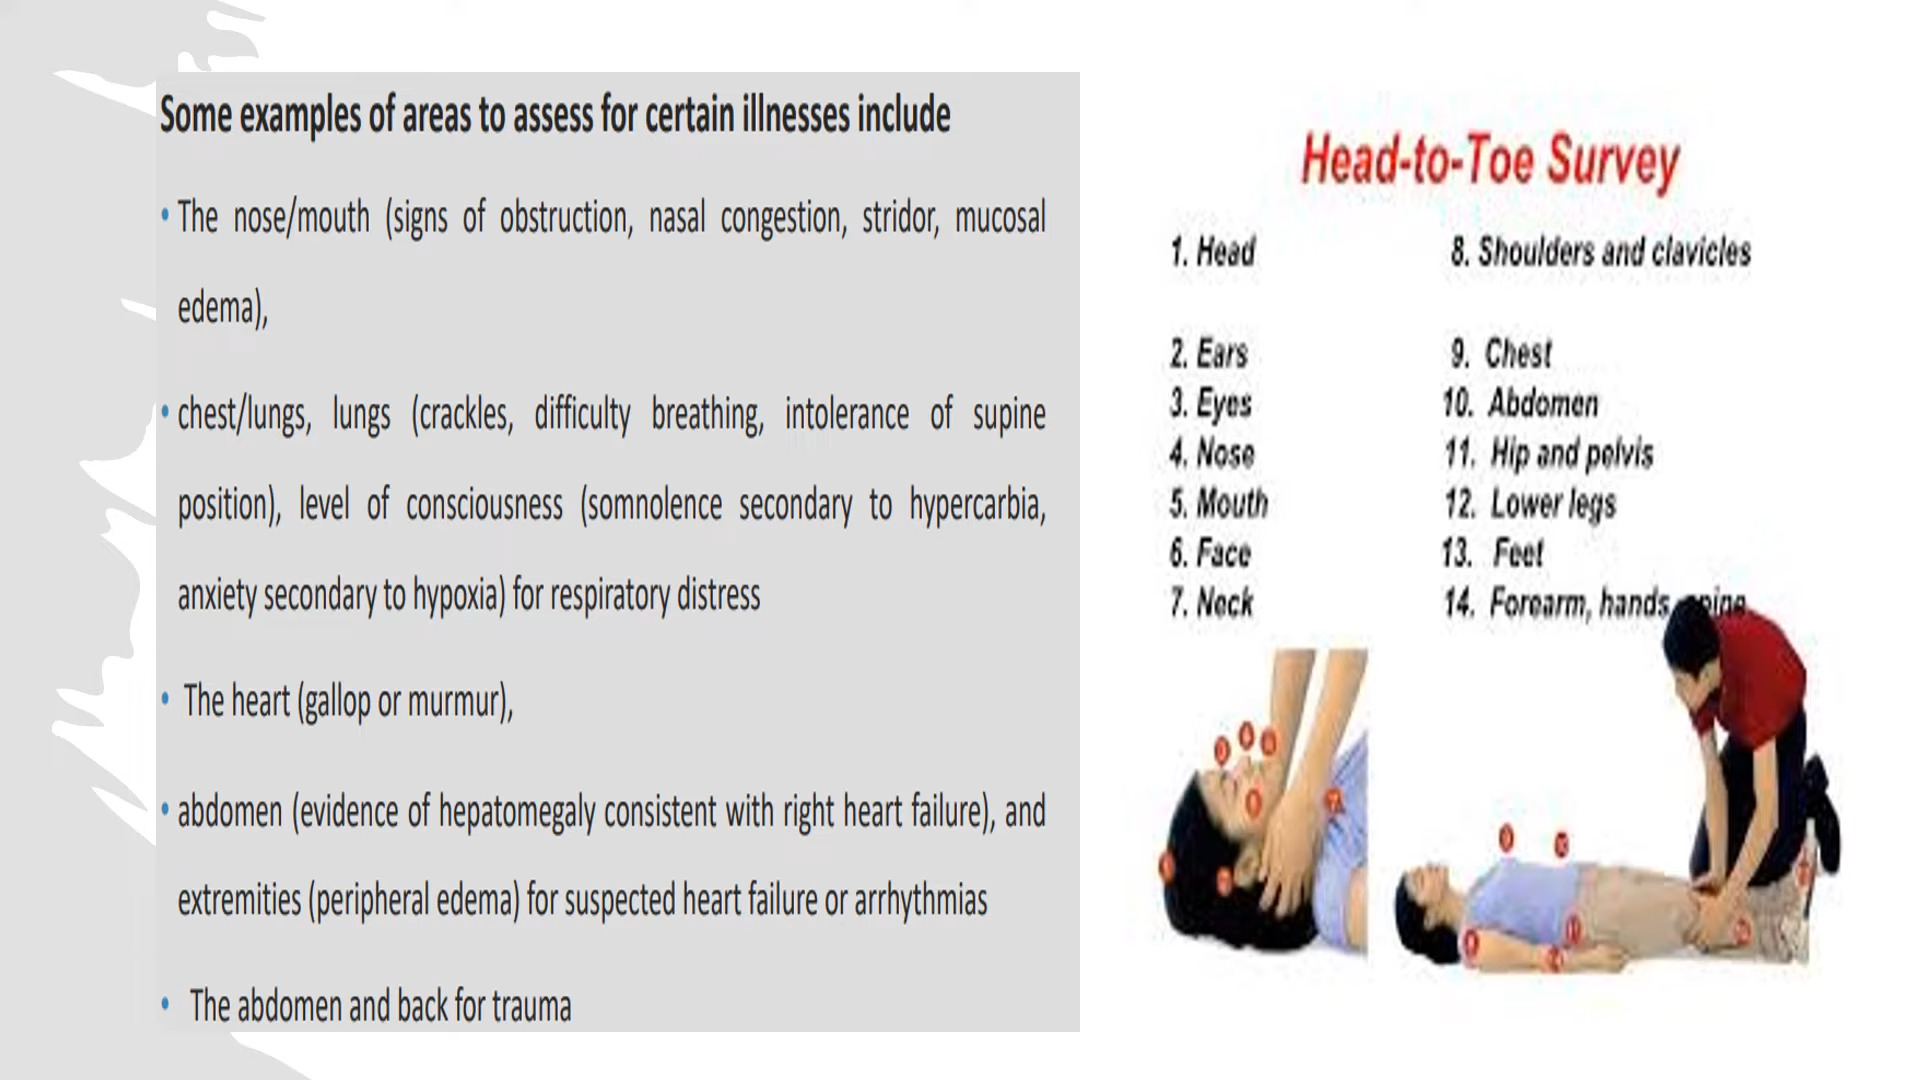 Some examples of areas to assess for certain illnesses include
• The nose/mouth (signs of obstruction, nasal congestion, stridor, mucosal
edema),
• chest/lungs, lungs (crackles, difficulty breathing, intolerance of supine
position), level of consciousness (somnolence secondary to hypercarbia,
anxiety secondary to hypoxia) for respiratory distress
• The heart (gallop or murmur),
• abdomen (evidence of hepatomegaly consistent with right heart failure), and
extremities (peripheral edema) for suspected heart failure or arrhythmias
• The abdomen and back for trauma
Head-to-Toe Survey
1. Head
2. Ears
3. Eyes
4. Nose
5. Mouth
6. Face
7. Neck
8. Shoulders and clavicles
9. Chest
10. Abdomen
11. Hip and pelvis
12. Lower legs
13. Feet
14. Forearm, hands